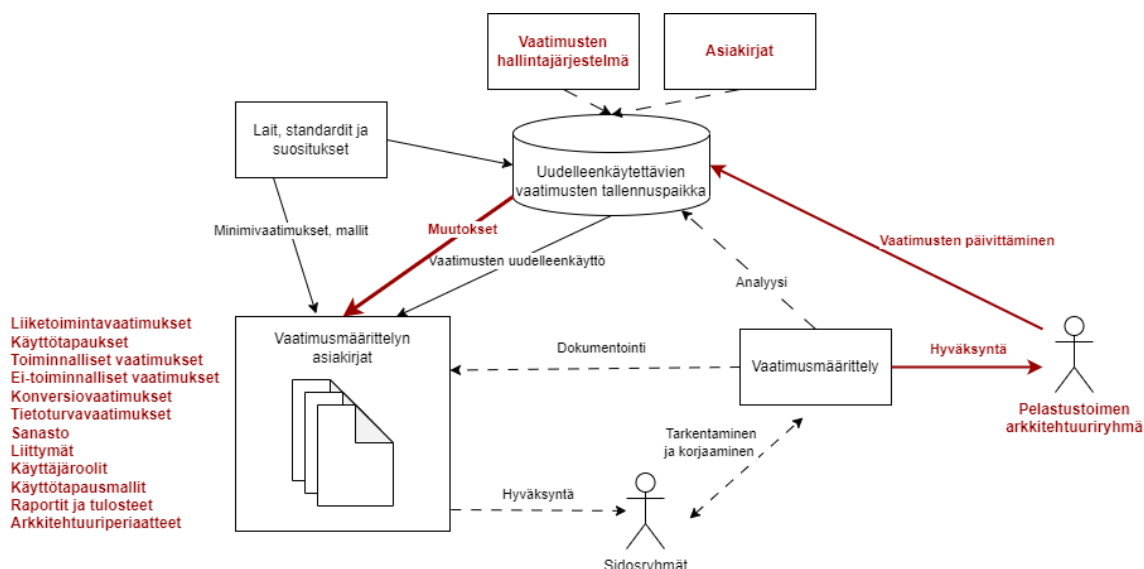 Vaatimusten
hallintajärjestelmä
Asiakirjat
Lait, standardit ja
suositukset
Uudelleenkäytettävien
vaatimusten tallennuspaikka
Minimivaatimukset, mallit
Muutokset
Vaatimusten uudelleenkäyttö
Vaatimusten päivittäminen
Analyysi
Liiketoimintavaatimukset
Käyttötapaukset
Toiminnalliset vaatimukset
Ei-toiminnalliset vaatimukset
Konversiovaatimukset
Tietoturvavaatimukset
Sanasto
Liittymät
Käyttäjäroolit
Käyttötapausmallit
Raportit ja tulosteet
Arkkitehtuuriperiaatteet
Vaatimusmäärittelyn
asiakirjat
Dokumentointi
Vaatimusmäärittely
Hyväksyntä
Pelastustoimen
arkkitehtuuriryhmä
Tarkentaminen
ja korjaaminen
Hyväksyntä
Sidosryhmät